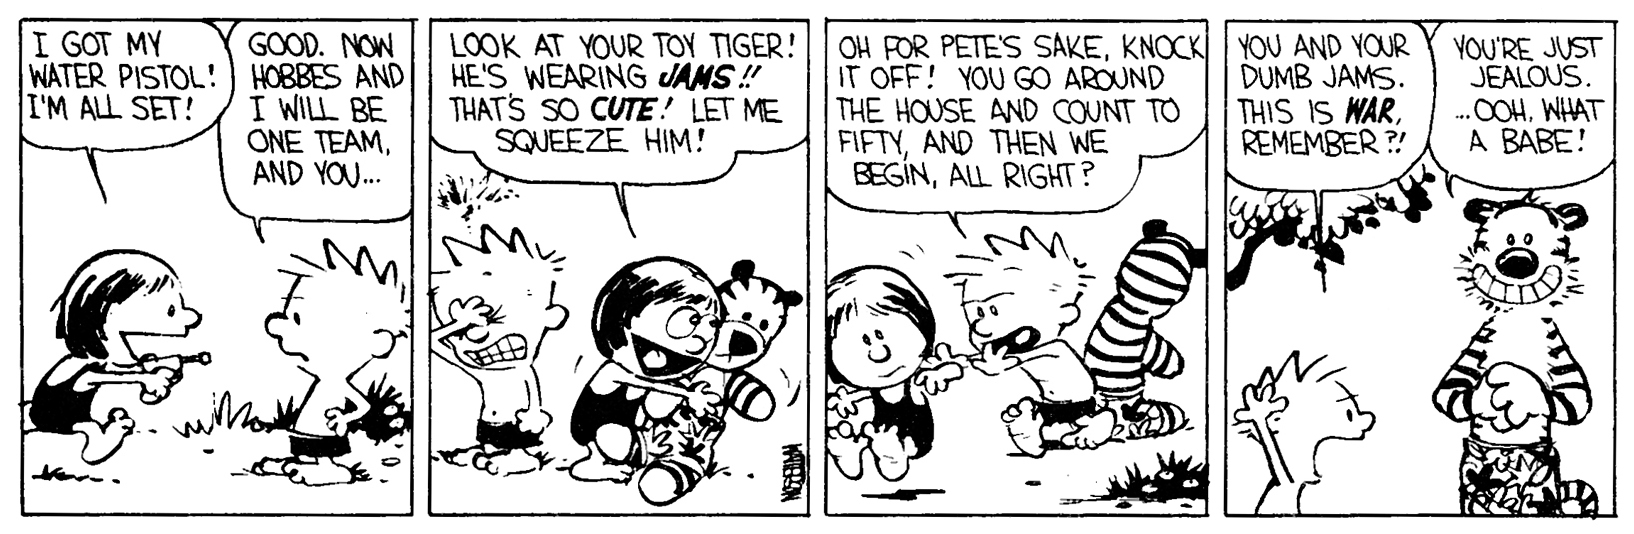 I GOT MY
WATER PISTOL!
I'M ALL SET!
GOOD. NOW
HOBBES AND
I WILL BE
ONE TEAM,
AND YOU...
LOOK AT YOUR TOY TIGER!
HE'S WEARING JAMS!!
THAT'S SO CUTE! LET ME
SQUEEZE HIM!
WATTERSON
OH FOR PETE'S SAKE, KNOCK
IT OFF! YOU GO AROUND
THE HOUSE AND COUNT TO
FIFTY, AND THEN WE
BEGIN, ALL RIGHT?
YOU AND YOUR
DUMB JAMS.
THIS IS WAR,
REMEMBER?!
YOU'RE JUST
JEALOUS.
...OOH, WHAT
A BABE!